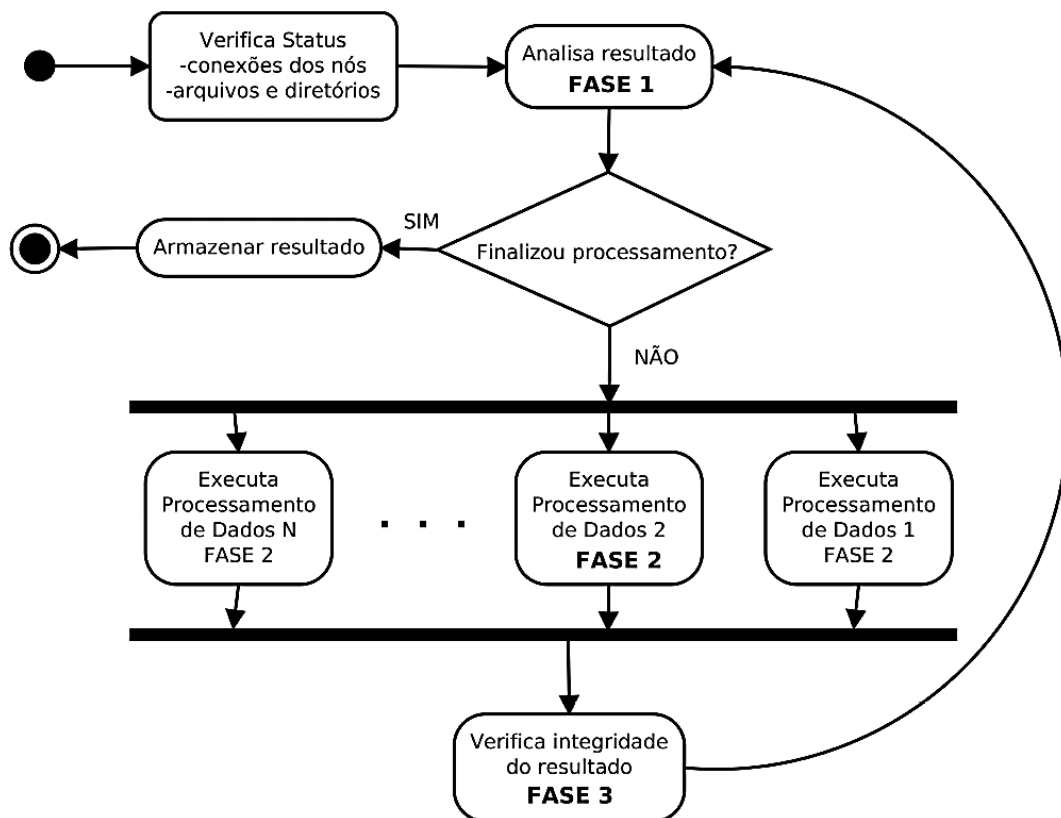 Verifica Status
-conexões dos nós
-arquivos e diretórios
Analisa resultado
FASE 1
SIM
Armazenar resultado
Finalizou processamento?
NÃO
Executa
Processamento
de Dados N
FASE 2
. . .
Executa
Processamento
de Dados 2
FASE 2
Executa
Processamento
de Dados 1
FASE 2
Verifica integridade
do resultado
FASE 3